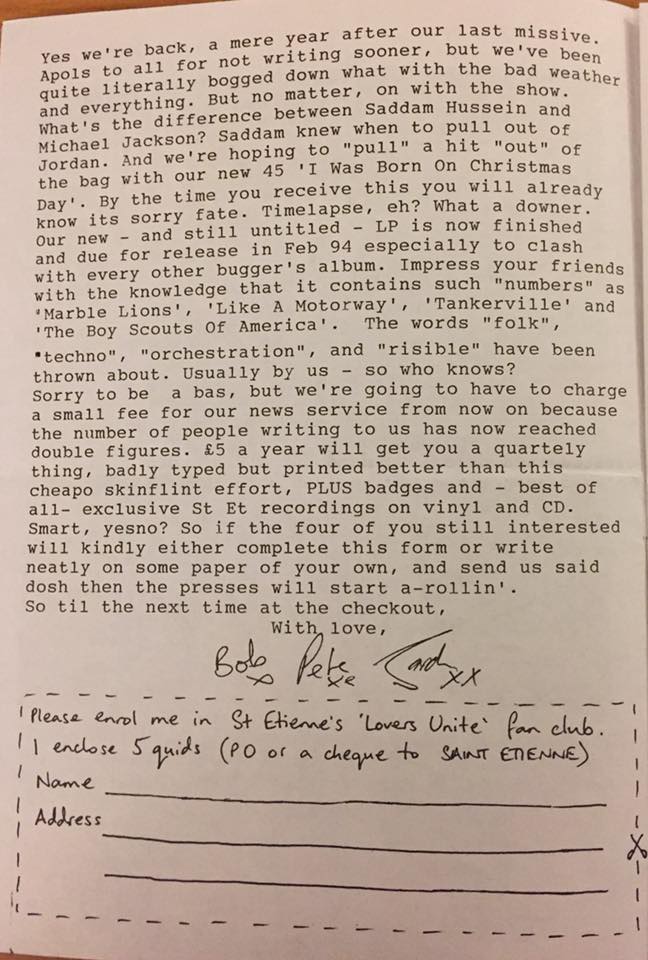 Yes we're back, a mere year after our last missive.
Apols to all for not writing sooner, but we've been
quite literally bogged down what with the bad weather
and everything. But no matter, on with the show.
What's the difference between Saddam Hussein and
Michael Jackson? Saddam knew when to pull out of
Jordan. And we're hoping to "pull" a hit "out" of
the bag with our new 45 'I Was Born On Christmas
Day'. By the time you receive this you will already
know its sorry fate. Timelapse, eh? What a downer.
Our new - and still untitled - LP is now finished
and due for release in Feb 94 especially to clash
with every other bugger's album. Impress your friends
with the knowledge that it contains such "numbers" as
'Marble Lions', 'Like A Motorway', 'Tankerville' and
'The Boy Scouts Of America'.  The words "folk",
"techno", "orchestration", and "risible" have been
thrown about. Usually by us - so who knows?
Sorry to be  a bas, but we're going to have to charge
a small fee for our news service from now on because
the number of people writing to us has now reached
double figures. £5 a year will get you a quartely
thing, badly typed but printed better than this
cheapo skinflint effort, PLUS badges and - best of
all- exclusive St Et recordings on vinyl and CD.
Smart, yesno? So if the four of you still interested
will kindly either complete this form or write
neatly on some paper of your own, and send us said
dosh then the presses will start a-rollin'.
So til the next time at the checkout,
With love,
Bob x Pete xx Sarah xx
Please enrol me in St Etienne's 'Lovers Unite' fan club.
I enclose 5 quids (PO or a cheque to SAINT ETIENNE)
Name
Address